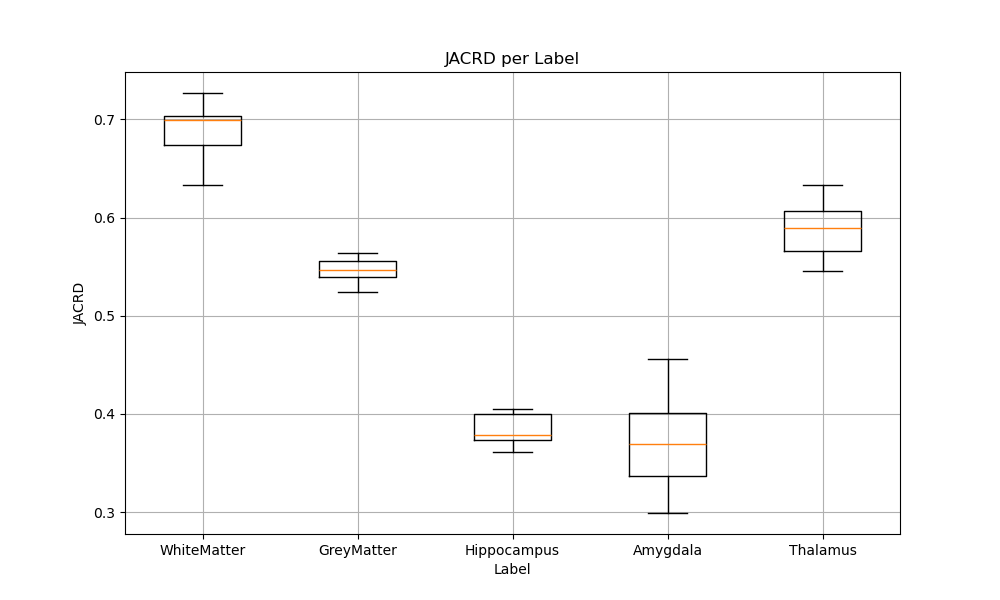 JACRD per Label
JACRD
0.7
0.6
0.5
0.4
0.3
WhiteMatter GreyMatter Hippocampus Amygdala Thalamus
Label